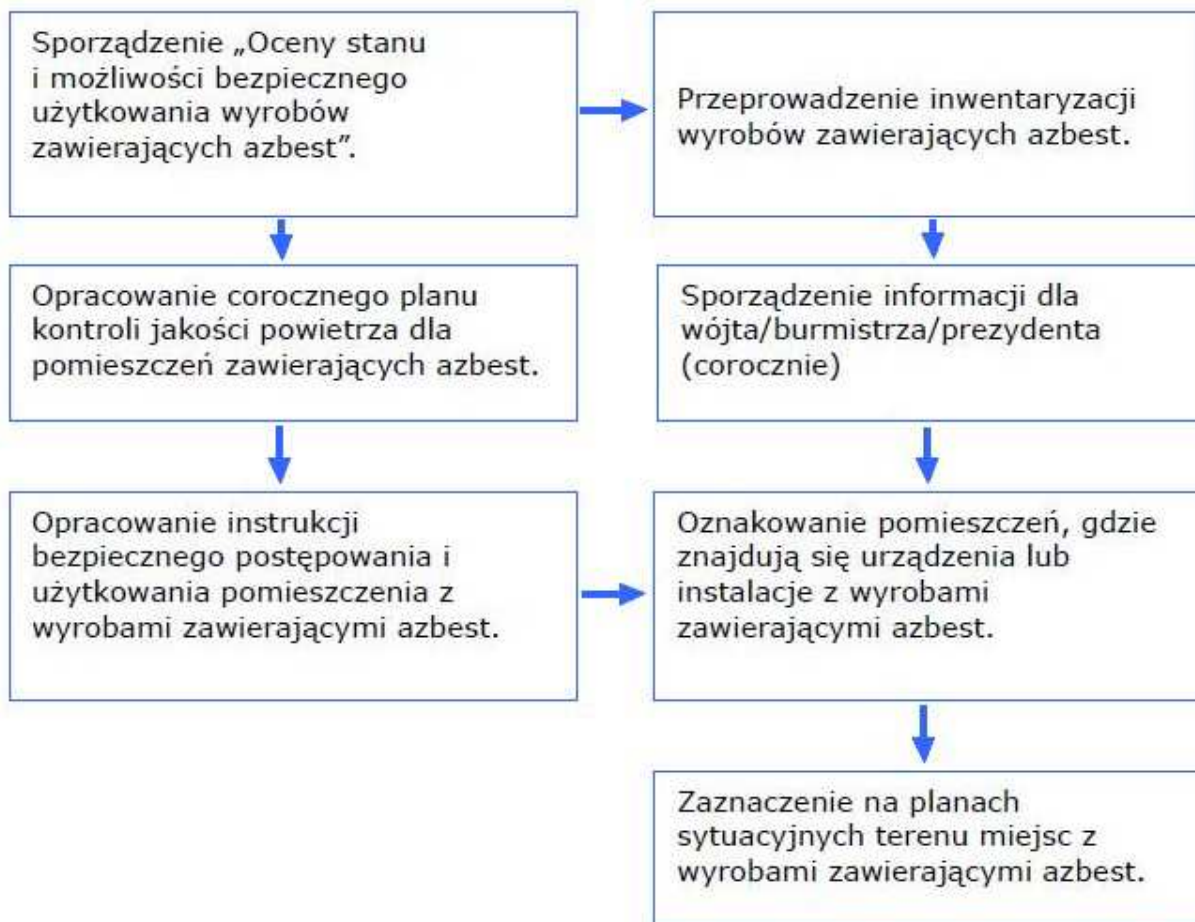 Sporządzenie „Oceny stanu
i możliwości bezpiecznego
użytkowania wyrobów
zawierających azbest”.
Przeprowadzenie inwentaryzacji
wyrobów zawierających azbest.
Opracowanie corocznego planu
kontroli jakości powietrza dla
pomieszczeń zawierających azbest.
Sporządzenie informacji dla
wójta/burmistrza/prezydenta
(corocznie)
Opracowanie instrukcji
bezpiecznego postępowania i
użytkowania pomieszczenia z
wyrobami zawierającymi azbest.
Oznakowanie pomieszczeń, gdzie
znajdują się urządzenia lub
instalacje z wyrobami
zawierającymi azbest.
Zaznaczenie na planach
sytuacyjnych terenu miejsc z
wyrobami zawierającymi azbest.